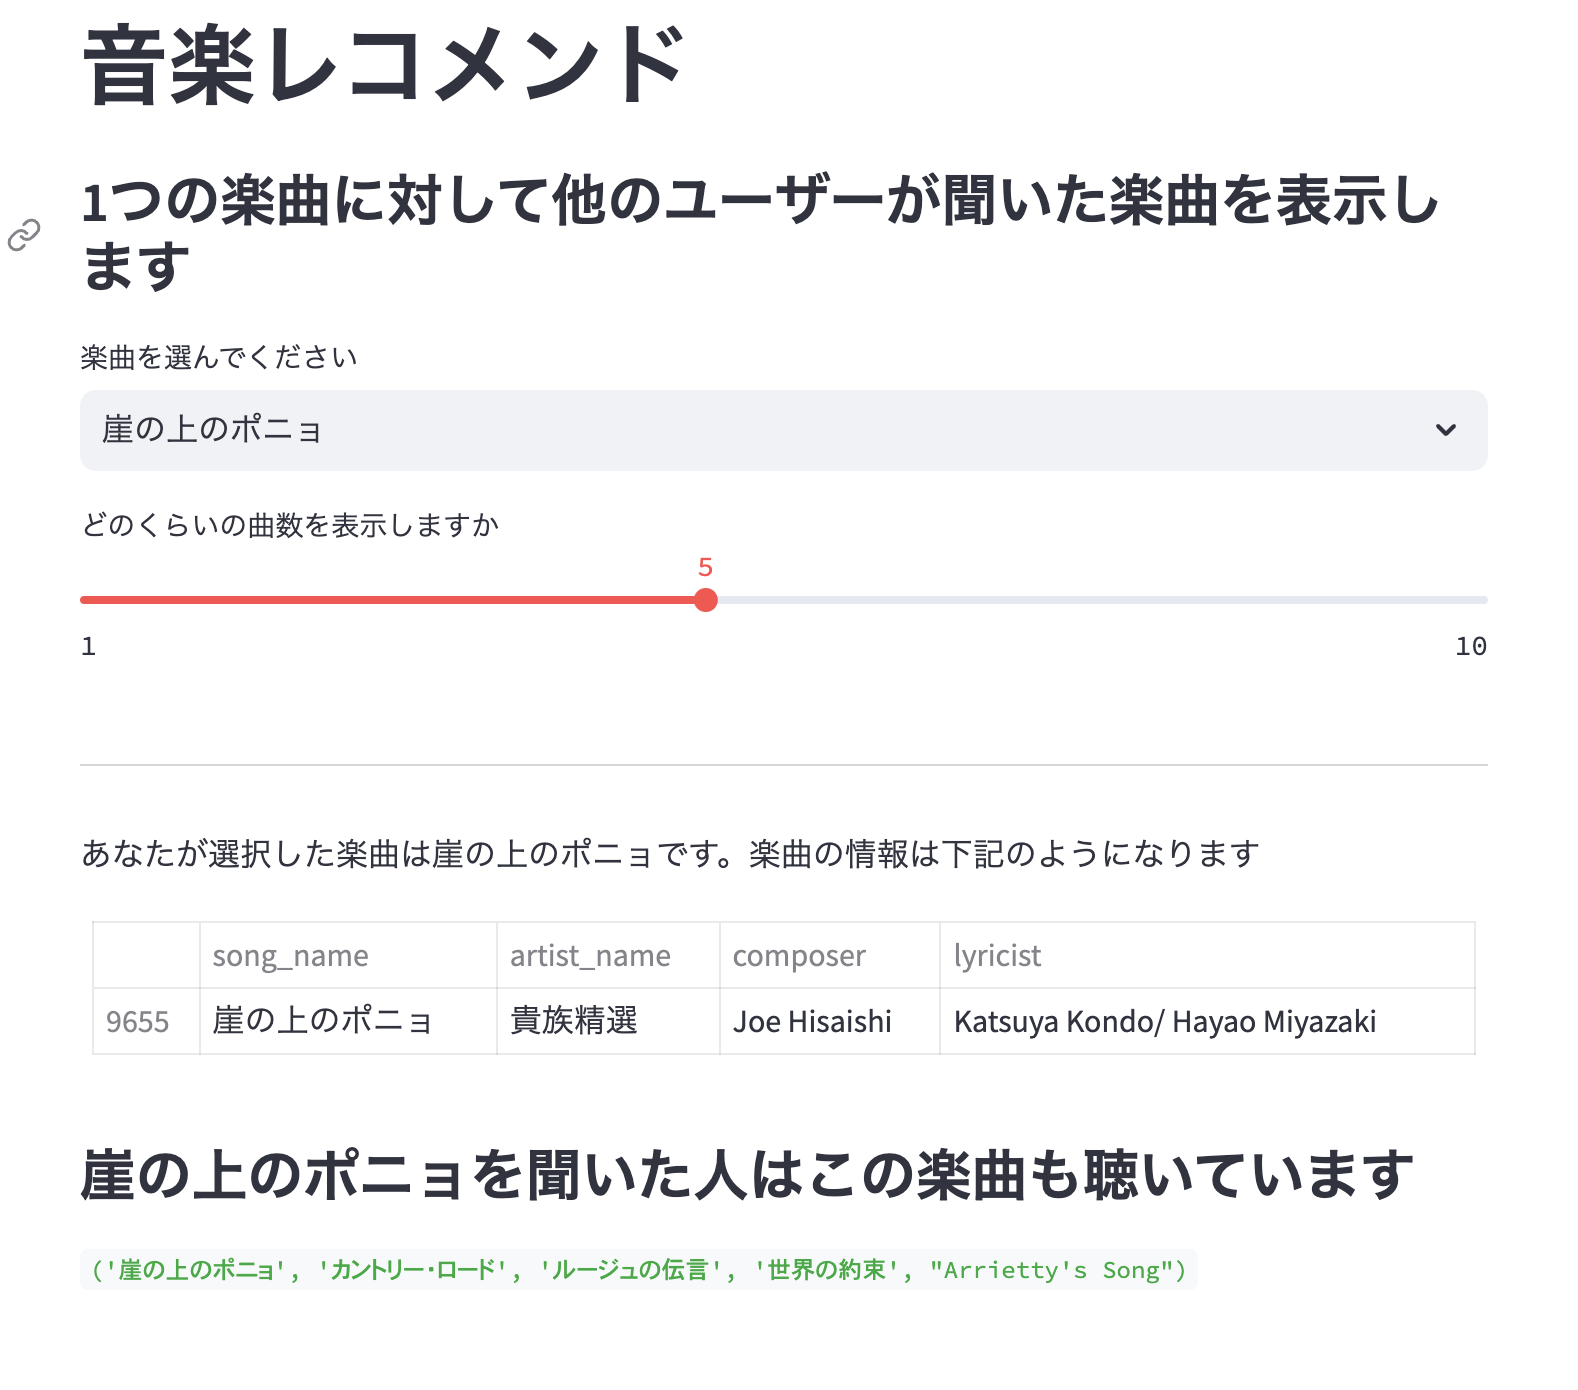 音楽レコメンド
1つの楽曲に対して他のユーザーが聞いた楽曲を表示し
ます
楽曲を選んでください
崖の上のポニョ
どのくらいの曲数を表示しますか
5
1 10
あなたが選択した楽曲は崖の上のポニョです。楽曲の情報は下記のようになります
song_name artist_name composer lyricist
9655 崖の上のポニョ 貴族精選 Joe Hisaishi Katsuya Kondo/ Hayao Miyazaki
崖の上のポニョを聞いた人はこの楽曲も聴いています
('崖の上のポニョ', 'カントリー・ロード', 'ルージュの伝言', '世界の約束', "Arrietty's Song")